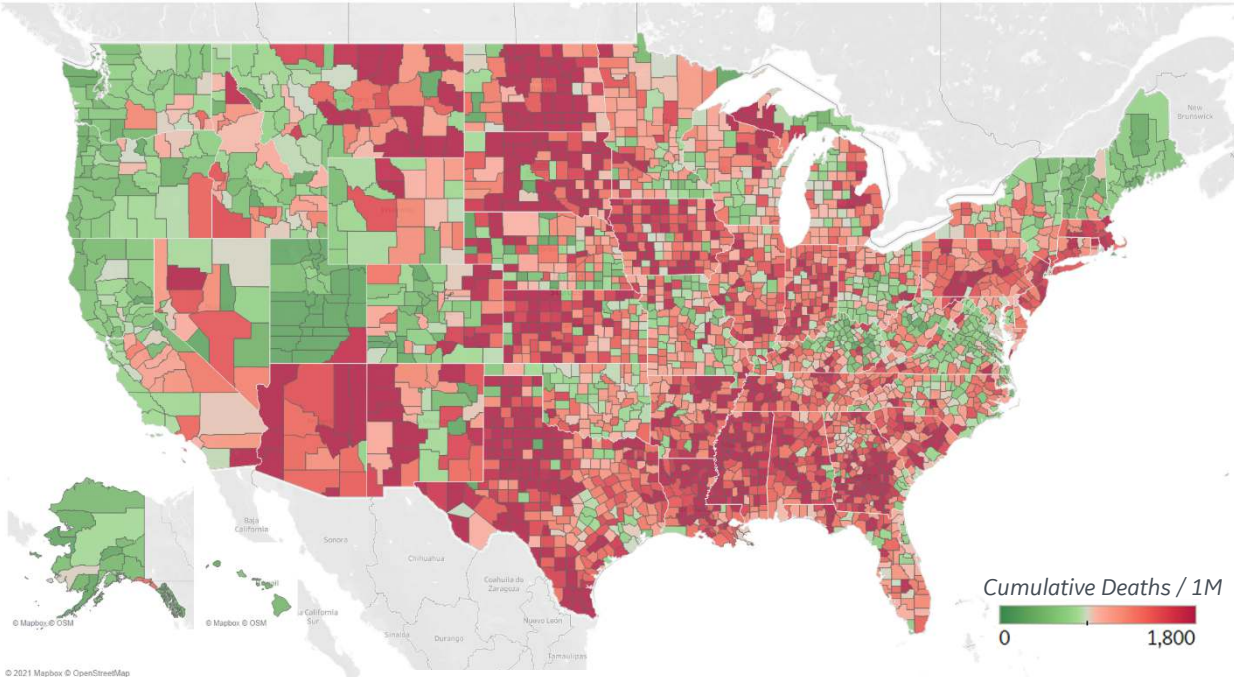 New
Brunswick
Baja
California
Sonora
Chihuahua
Coahuila de
Zaragoza
Nuevo León
Tamaulipas
Durango
Sinaloa
a California
Sur
© Mapbox © OSM
© Mapbox © OSM
Cumulative Deaths / 1M
0
1,800
© 2021 Mapbox © OpenStreetMap